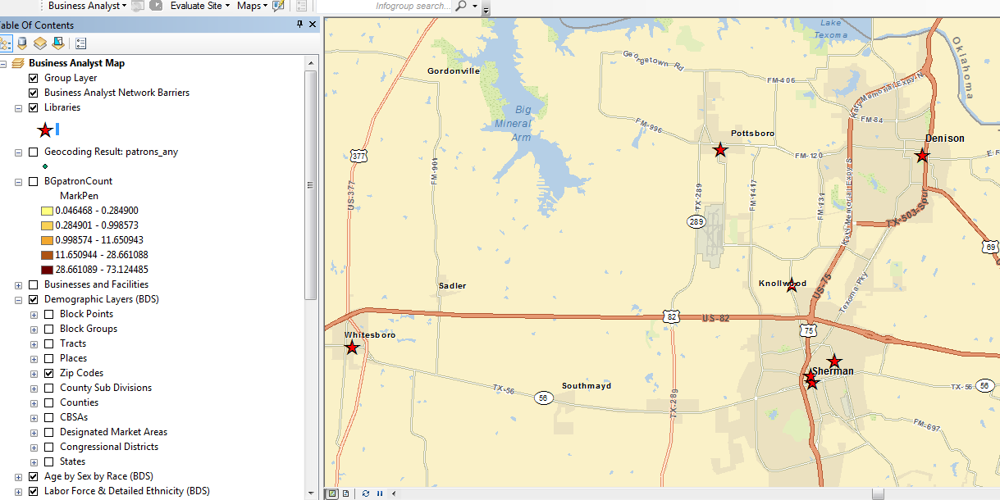 Business Analyst Evaluate Site Maps Infogroup search...
Table Of Contents
Business Analyst Map
Group Layer
Business Analyst Network Barriers
Libraries
Geocoding Result: patrons_any
BGpatronCount
MarkPen
0.046468 - 0.284900
0.284901 - 0.998573
0.998574 - 11.650943
11.650944 - 28.661088
28.661089 - 73.124485
Businesses and Facilities
Demographic Layers (BDS)
Block Points
Block Groups
Tracts
Places
Zip Codes
County Sub Divisions
Counties
CBSAs
Designated Market Areas
Congressional Districts
States
Age by Sex by Race (BDS)
Labor Force & Detailed Ethnicity (BDS)
Lake
Texoma
Oklahoma
Gordonville
Georgetown Rd
FM-406
Katy Memorial Expy N
Big
Mineral
Arm
FM-84
FM-996
Pottsboro
Denison
377
FM-901
FM-120
E F
US-377
TX-289
FM-1417
FM-131
Katy Memorial Expy S
TX-503-Spur
289
69
Sadler
Knollwood
US-75
Texoma Pky
82
US-82
75
Whitesboro
Sherman
Southmayd
TX-56
56
TX-289
TX-56
56
FM-697